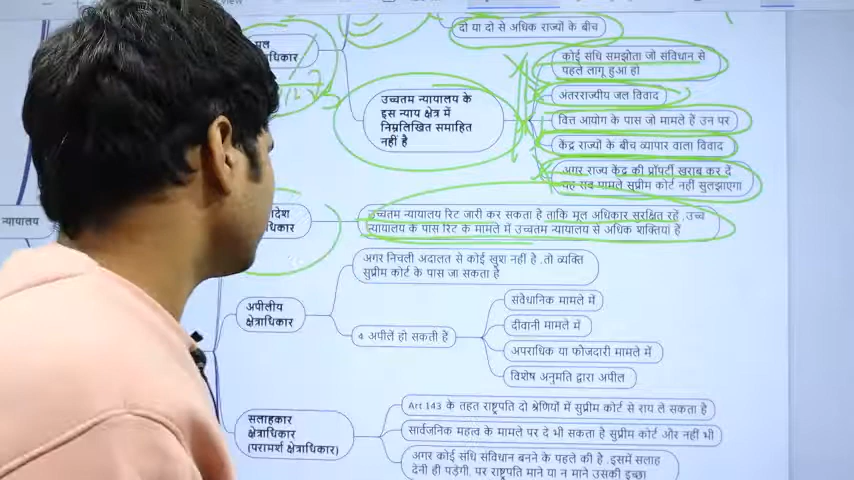 दो या दो से अधिक राज्यों के बीच
कोई संधि समझोता जो संविधान से
पहले लागू हुआ हो
उच्चतम न्यायालय के
इस न्याय क्षेत्र में
निम्नलिखित समाहित
नहीं है
अंतरराज्यीय जल विवाद
वित्त आयोग के पास जो मामले हैं उन पर
केंद्र राज्यों के बीच व्यापार वाला विवाद
अगर राज्य केंद्र की प्रॉपर्टी खराब कर दे
यह सब मामले सुप्रीम कोर्ट नहीं सुलझाएगा
न्यायालय
उच्चतम न्यायालय रिट जारी कर सकता है ताकि मूल अधिकार सुरक्षित रहें ,उच्च
न्यायालय के पास रिट के मामले में उच्चतम न्यायालय से अधिक शक्तियां हैं
अगर निचली अदालत से कोई खुश नहीं है ,तो व्यक्ति
सुप्रीम कोर्ट के पास जा सकता है
अपीलीय
क्षेत्राधिकार
4 अपीलें हो सकती हैं
संवैधानिक मामले में
दीवानी मामले में
अपराधिक या फौजदारी मामले में
विशेष अनुमति द्वारा अपील
सलाहकार
क्षेत्राधिकार
(परामर्श क्षेत्राधिकार)
Art 143 के तहत राष्ट्रपति दो श्रेणियों में सुप्रीम कोर्ट से राय ले सकता है
सार्वजनिक महत्व के मामले पर दे भी सकता है सुप्रीम कोर्ट और नहीं भी
अगर कोई संधि संविधान बनने के पहले की है ,इसमें सलाह
देनी ही पड़ेगी, पर राष्ट्रपति माने या न माने उसकी इच्छा